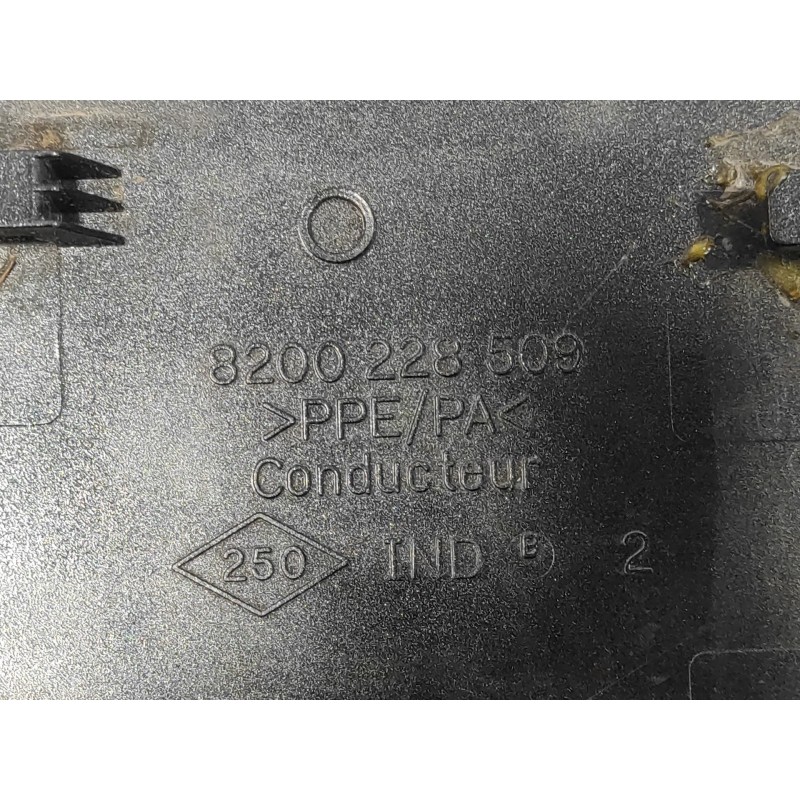 8200 228 509
>PPE/PA<
Conducteur
250 IND B 2